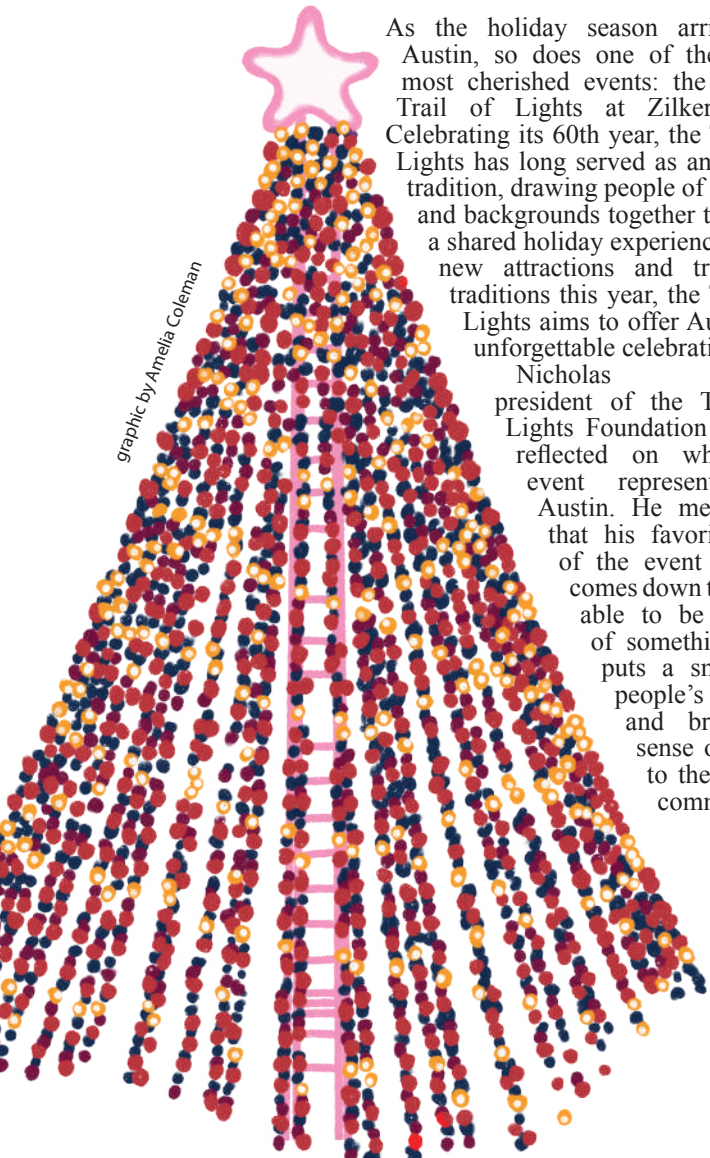 As the holiday season arri
Austin, so does one of the
most cherished events: the
Trail of Lights at Zilker
Celebrating its 60th year, the
Lights has long served as an
tradition, drawing people of
and backgrounds together t
a shared holiday experienc
new attractions and tr
traditions this year, the
Lights aims to offer Au
unforgettable celebrati
Nicholas
president of the T
Lights Foundation
reflected on wh
event represent
Austin. He me
that his favori
of the event
comes down t
able to be
of somethi
puts a sm
people's
and br
sense o
to the
comm
graphic by Amelia Coleman